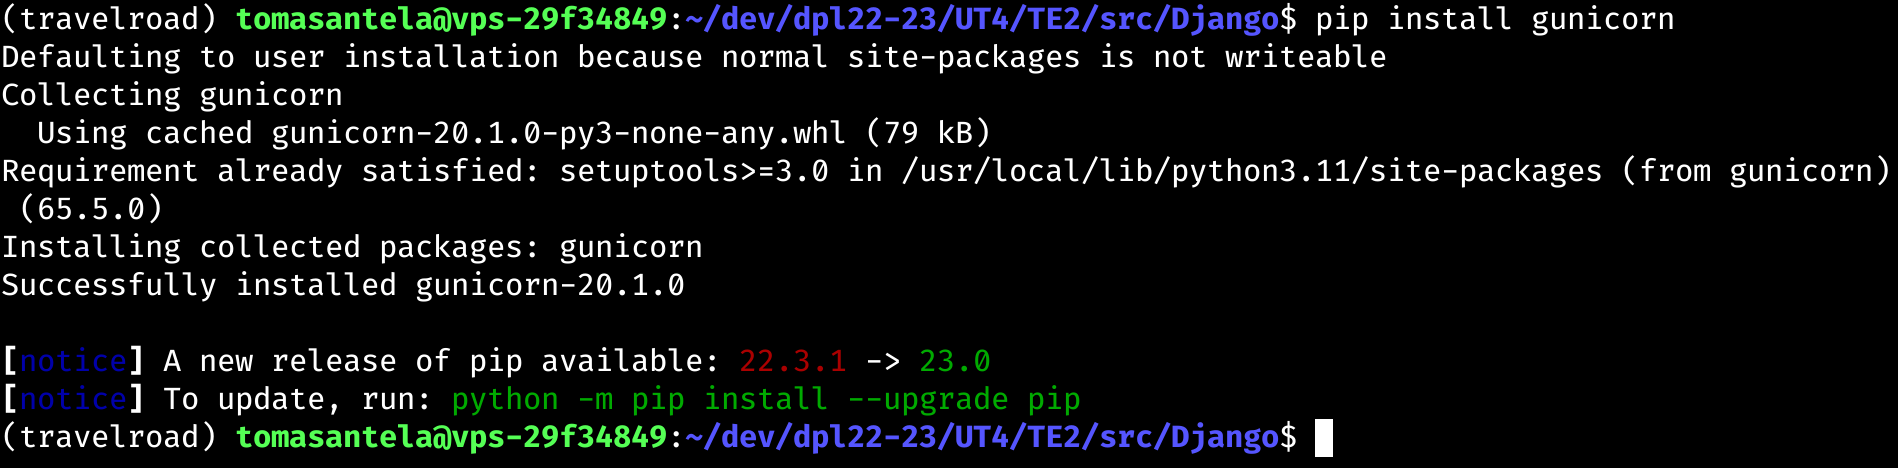 (travelroad) tomasantela@vps-29f34849:~/dev/dpl22-23/UT4/TE2/src/Django$ pip install gunicorn
Defaulting to user installation because normal site-packages is not writeable
Collecting gunicorn
  Using cached gunicorn-20.1.0-py3-none-any.whl (79 kB)
Requirement already satisfied: setuptools>=3.0 in /usr/local/lib/python3.11/site-packages (from gunicorn)
 (65.5.0)
Installing collected packages: gunicorn
Successfully installed gunicorn-20.1.0

[notice] A new release of pip available: 22.3.1 -> 23.0
[notice] To update, run: python -m pip install --upgrade pip
(travelroad) tomasantela@vps-29f34849:~/dev/dpl22-23/UT4/TE2/src/Django$